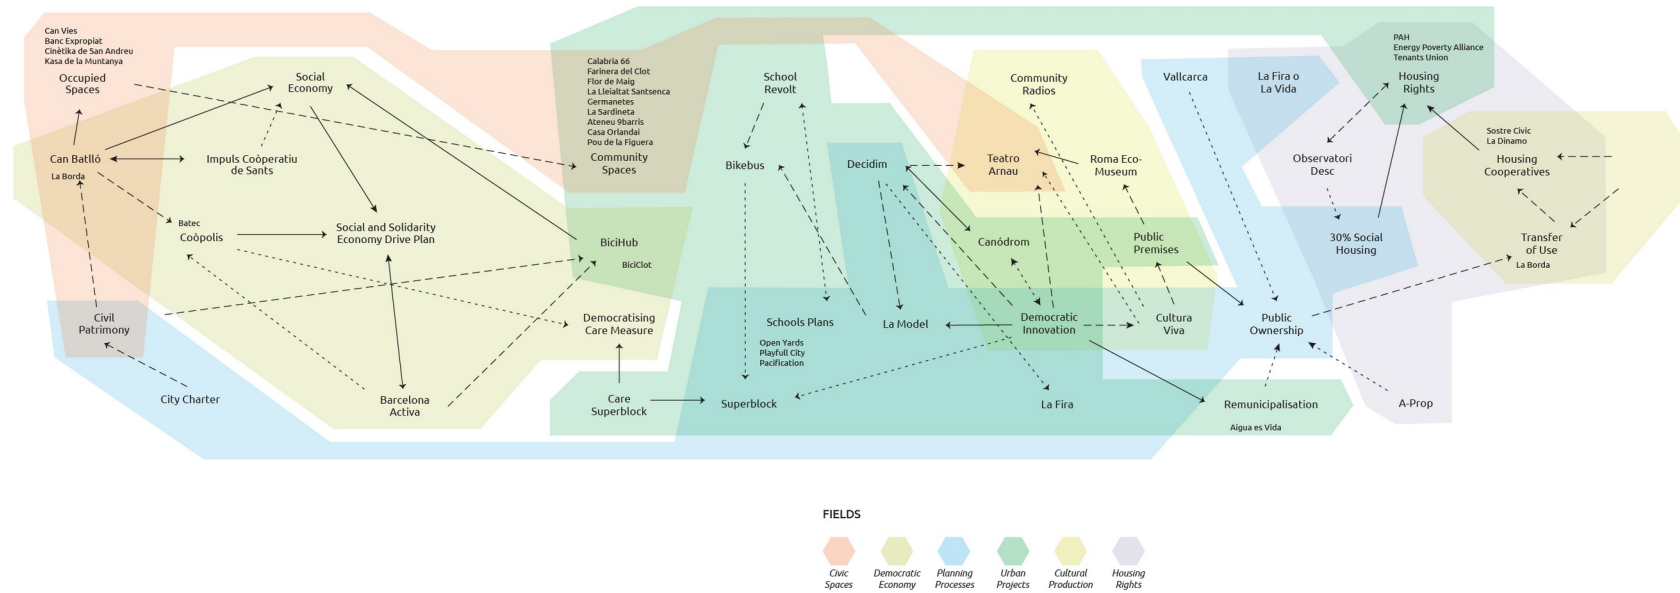 Can Vies
Banc Expropiat
Cinètika de San Andreu
Kasa de la Muntanya
Occupied
Spaces
Social
Economy
Can Batlló
La Borda
Impuls Coòperatiu
de Sants
Batec
Coòpolis
Social and Solidarity
Economy Drive Plan
Civil
Patrimony
City Charter
Barcelona
Activa
Calabria 66
Farinera del Clot
Flor de Maig
La Lleialtat Santsenca
Germanetes
La Sardineta
Ateneu 9barris
Casa Orlandai
Pou de la Figuera
Community
Spaces
BiciHub
BiciClot
Democratising
Care Measure
Care
Superblock
School
Revolt
Bikebus
Schools Plans
Open Yards
Playfull City
Pacification
Superblock
Decidim
La Model
Community
Radios
Teatro
Arnau
Roma Eco-
Museum
Canódrom
Public
Premises
Democratic
Innovation
Cultura
Viva
La Fira
Vallcarca
La Fira o
La Vida
Public
Ownership
Remunicipalisation
Aigua es Vida
PAH
Energy Poverty Alliance
Tenants Union
Housing
Rights
Observatori
Desc
30% Social
Housing
A-Prop
Sostre Civic
La Dinamo
Housing
Cooperatives
Transfer
of Use
La Borda
FIELDS
Civic
Spaces
Democratic
Economy
Planning
Processes
Urban
Projects
Cultural
Production
Housing
Rights